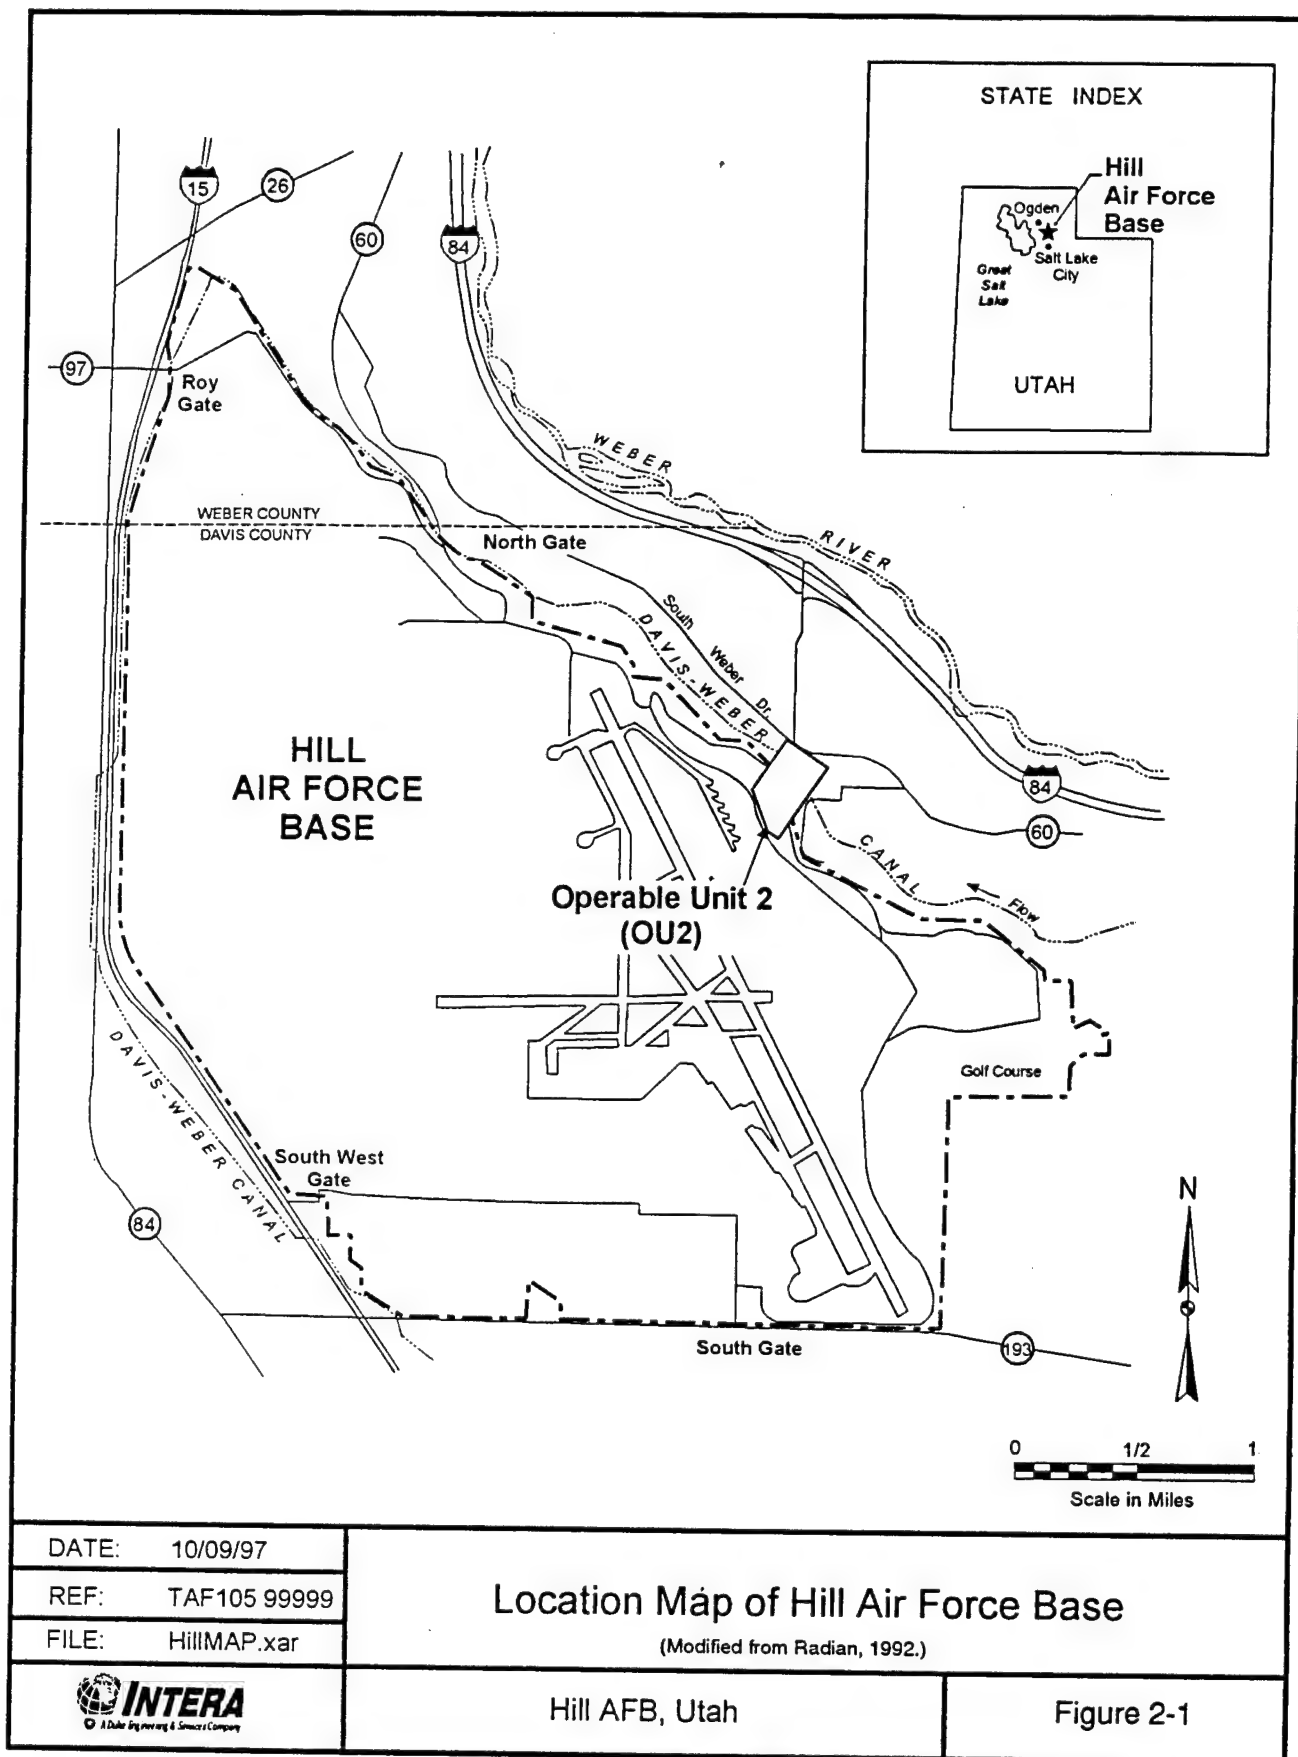 STATE INDEX
Hill
Air Force
Base
Ogden
Salt Lake
City
Great
Salt
Lake
UTAH
15
26
60
84
97
Roy
Gate
WEBER
RIVER
WEBER COUNTY
DAVIS COUNTY
North Gate
South Weber Dr.
DAVIS-WEBER
CANAL
HILL
AIR FORCE
BASE
84
60
Flow
Operable Unit 2
(OU2)
Golf Course
DAVIS-WEBER CANAL
South West
Gate
84
South Gate
193
N
0 1/2 1
Scale in Miles
DATE: 10/09/97
REF: TAF105 99999
FILE: HillMAP.xar
Location Map of Hill Air Force Base
(Modified from Radian, 1992.)
INTERA
A Duke Engineering & Services Company
Hill AFB, Utah
Figure 2-1